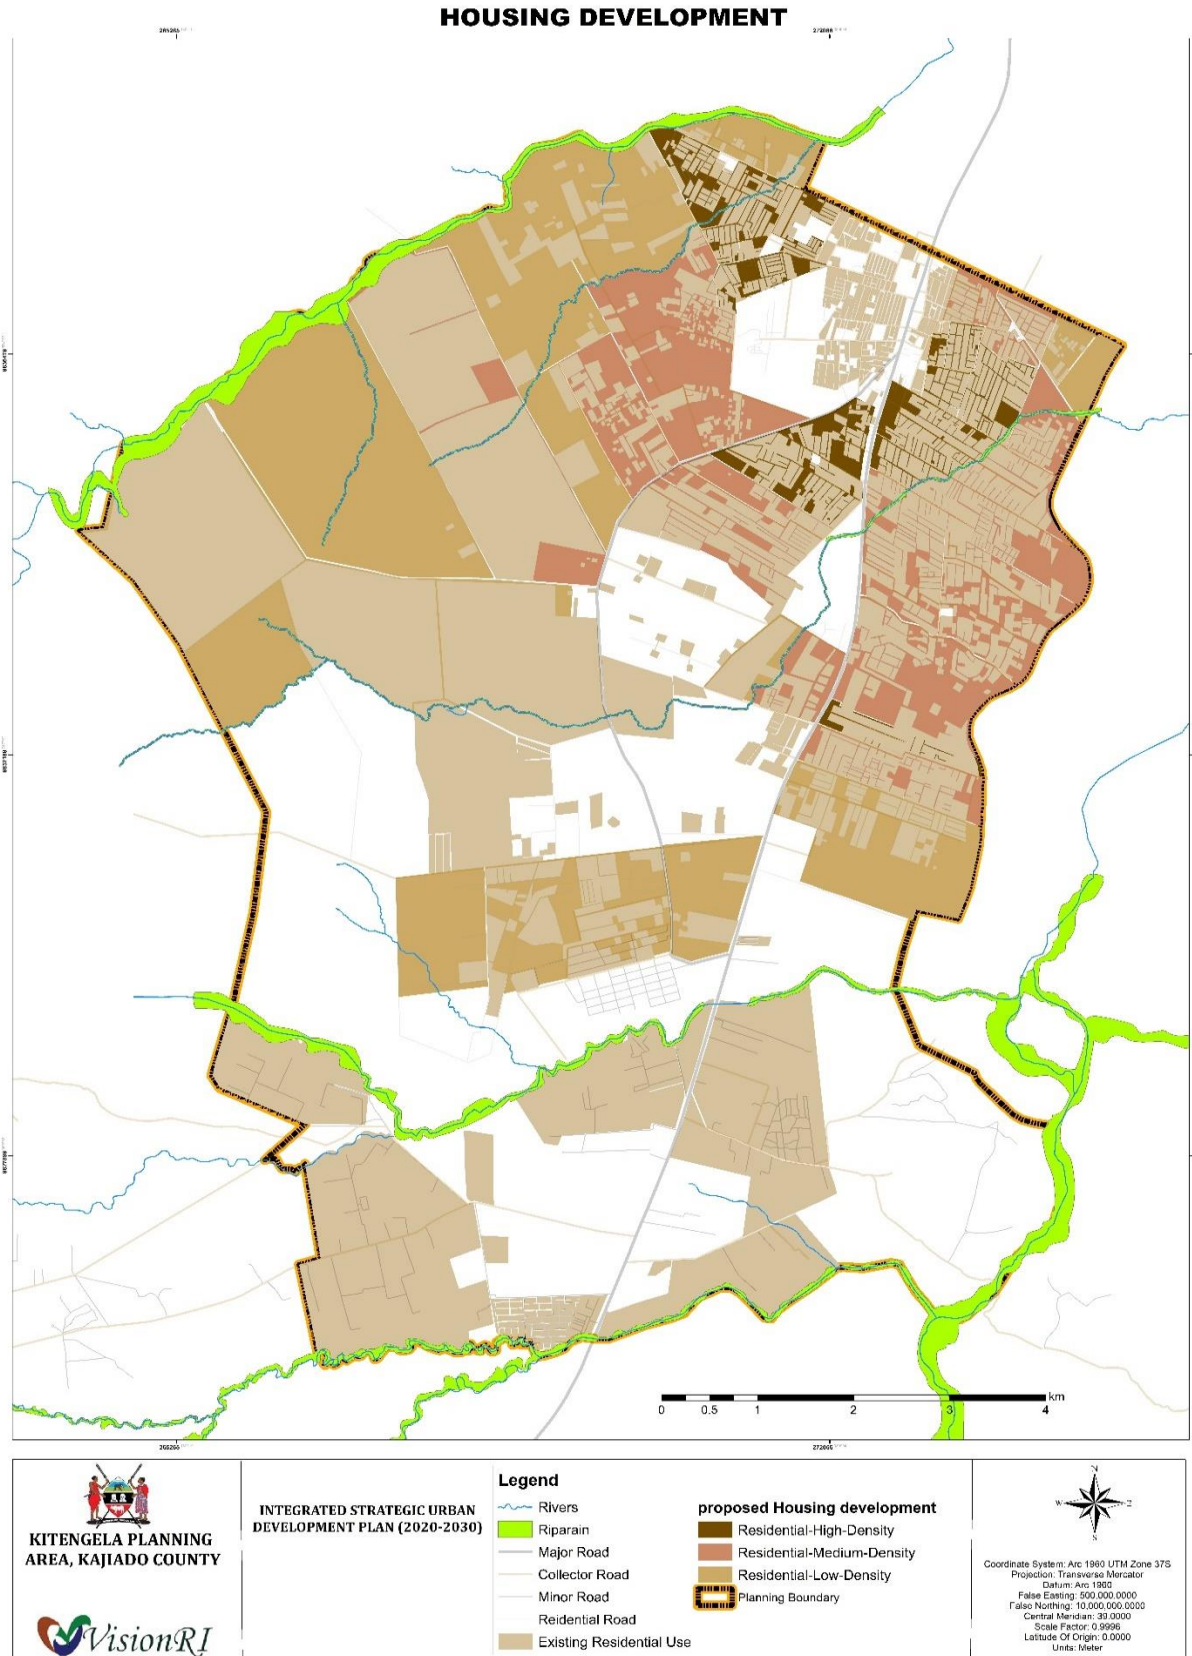 HOUSING DEVELOPMENT
km
0 0.5 1 2 3 4
KITENGELA PLANNING
AREA, KAJIADO COUNTY
VisionRI
INTEGRATED STRATEGIC URBAN
DEVELOPMENT PLAN (2020-2030)
Legend
Rivers
Riparain
Major Road
Collector Road
Minor Road
Reidential Road
Existing Residential Use
proposed Housing development
Residential-High-Density
Residential-Medium-Density
Residential-Low-Density
Planning Boundary
N
W
S
Coordinate System: Arc 1960 UTM Zone 37S
Projection: Transverse Mercator
Datum: Arc 1960
False Easting: 500,000.0000
False Northing: 10,000,000.0000
Central Meridian: 39.0000
Scale Factor: 0.9996
Latitude Of Origin: 0.0000
Units: Meter